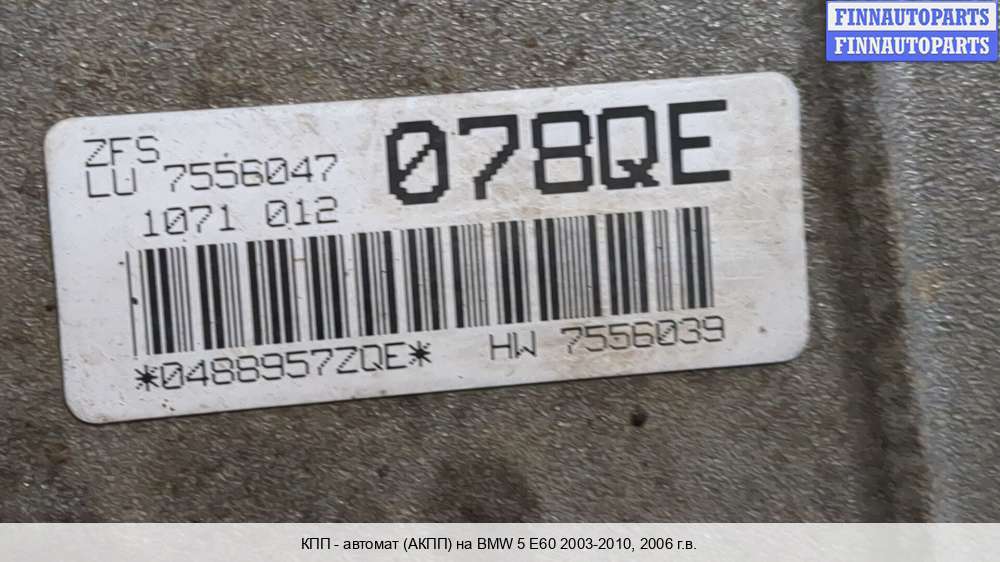 FINNAUTOPARTS
FINNAUTOPARTS
ZFS
LU 7556047
078QE
1071 012
*0488957ZQE*
HW 7556039
КПП - автомат (АКПП) на BMW 5 E60 2003-2010, 2006 г.в.